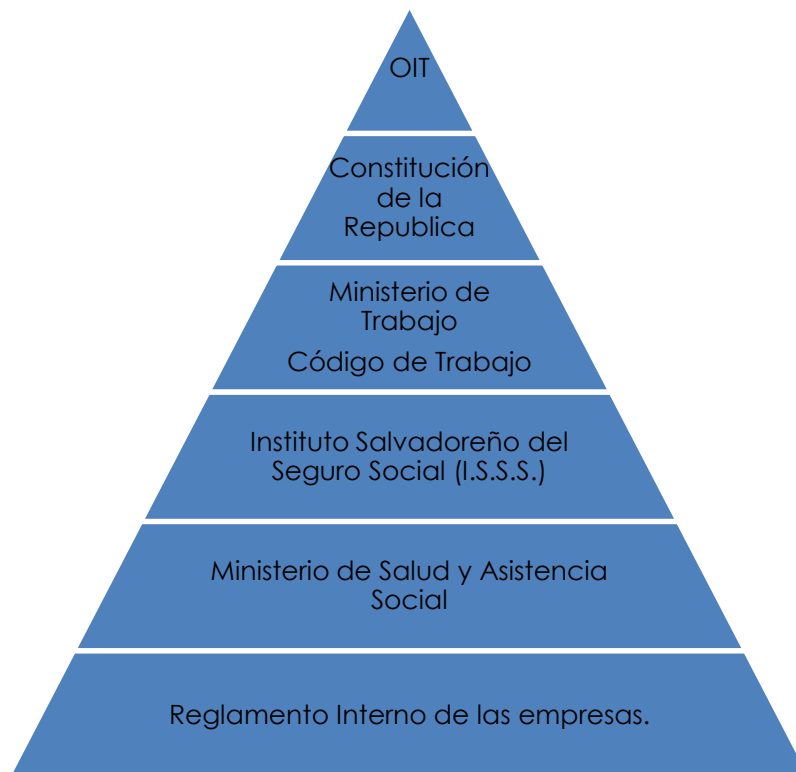 OIT
Constitución
de la
Republica
Ministerio de
Trabajo
Código de Trabajo
Instituto Salvadoreño del
Seguro Social (I.S.S.S.)
Ministerio de Salud y Asistencia
Social
Reglamento Interno de las empresas.